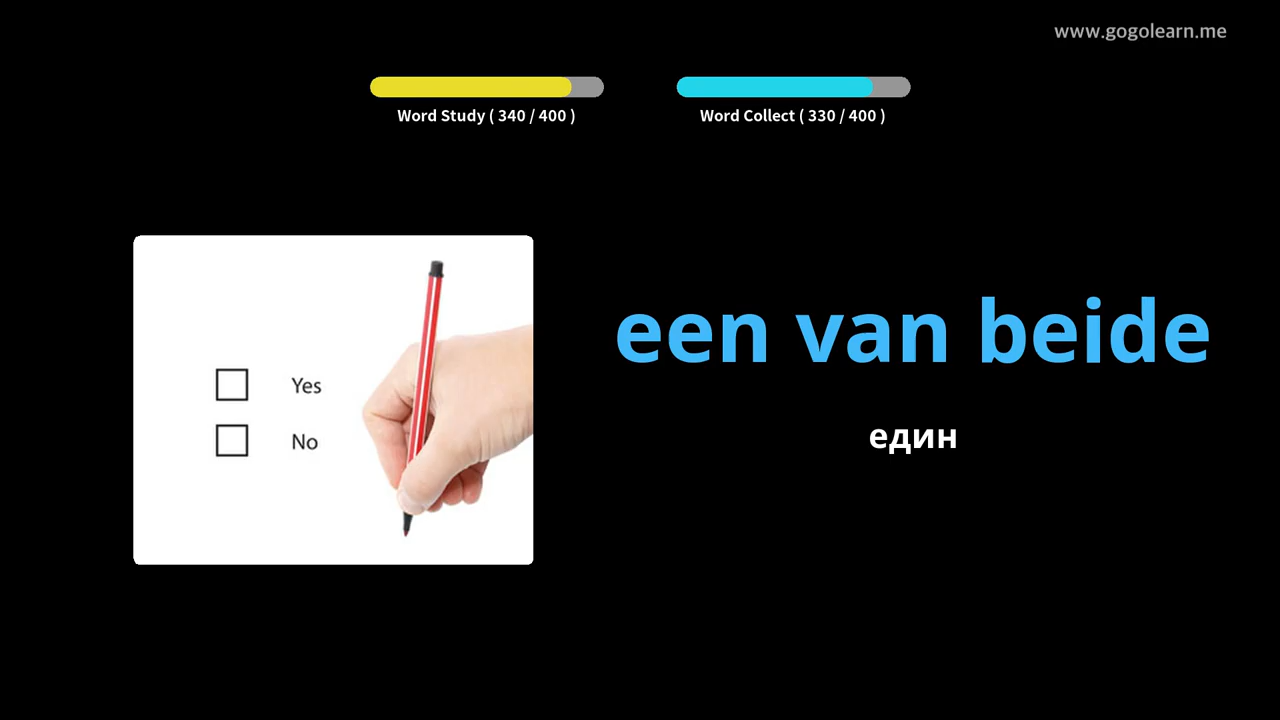 www.gogolearn.me
Word Study ( 340 / 400 )
Word Collect ( 330 / 400 )
een van beide
един
Yes
No